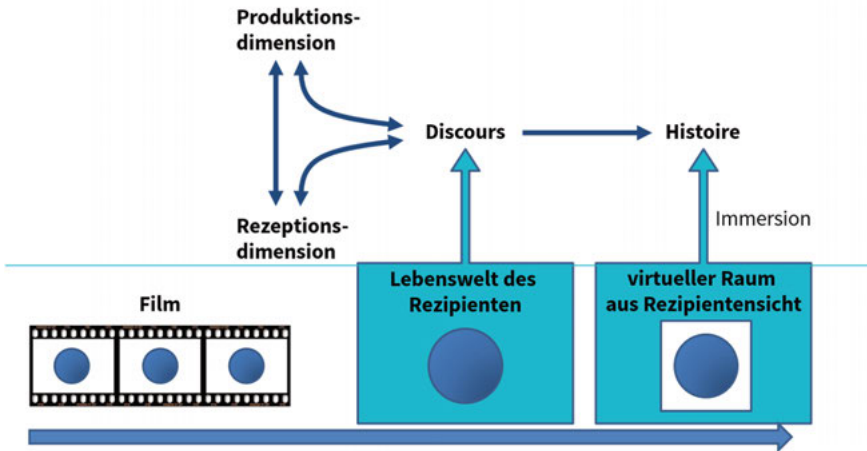 Produktions-
dimension
Discours
Histoire
Rezeptions-
dimension
Immersion
Film
Lebenswelt des
Rezipienten
virtueller Raum
aus Rezipientensicht